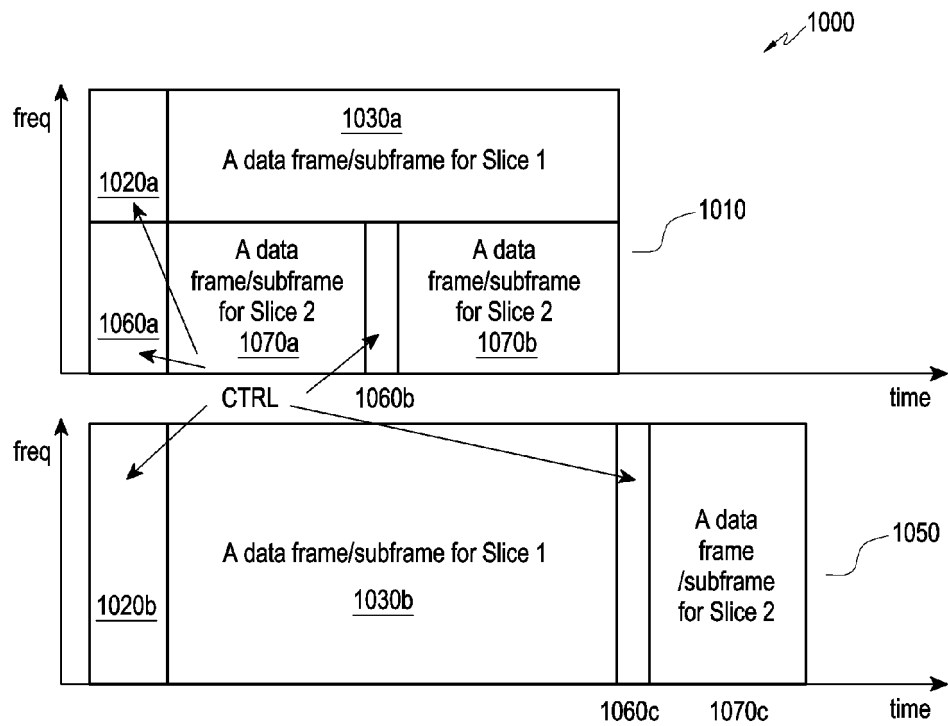 1000
freq
1030a
A data frame/subframe for Slice 1
1020a
1010
A data
frame/subframe
for Slice 2
1070a
A data
frame/subframe
for Slice 2
1070b
1060a
CTRL
1060b
time
freq
A data frame/subframe for Slice 1
1030b
1020b
A data
frame
/subframe
for Slice 2
1050
1060c
1070c
time